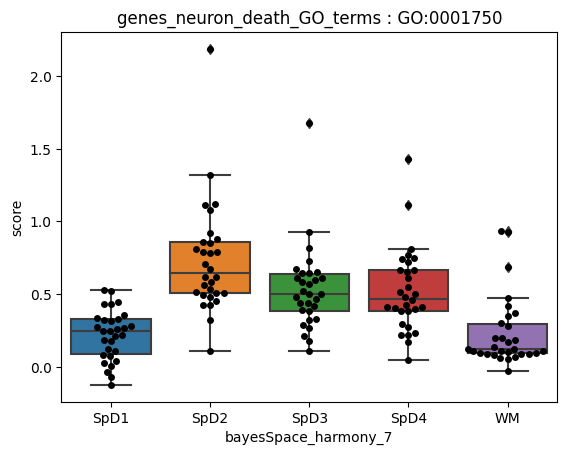 genes_neuron_death_GO_terms : GO:0001750
2.0
1.5
1.0
0.5
0.0
score
SpD1 SpD2 SpD3 SpD4 WM
bayesSpace_harmony_7